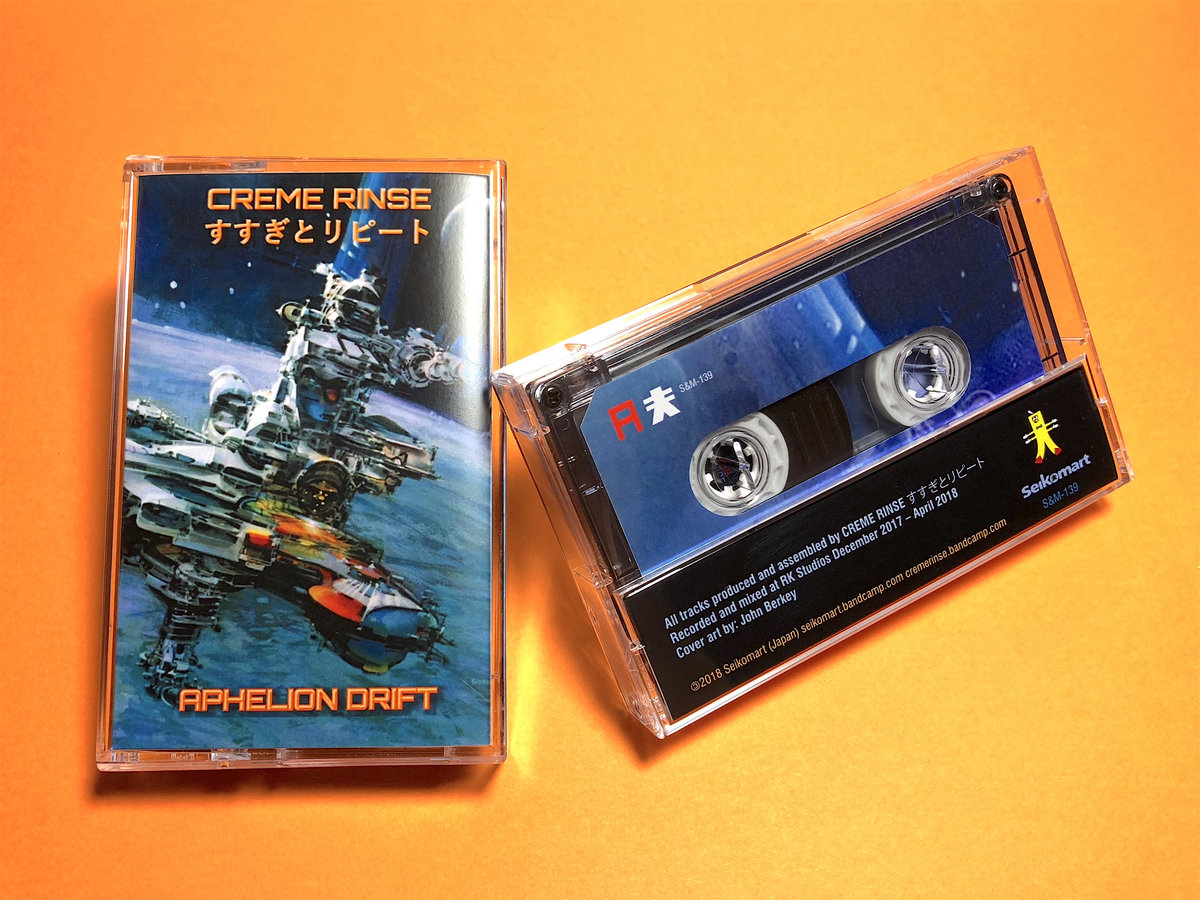 CREME RINSE
すすぎとリピート
APHELION DRIFT
S&M-139
All tracks produced and assembled by CREME RINSE すすぎとリピート
Recorded and mixed at RK Studios December 2017 – April 2018
Cover art by: John Berkey
2018 Seikomart (Japan) seikomart.bandcamp.com cremerinse.bandcamp.com
Seikomart
S&M-139